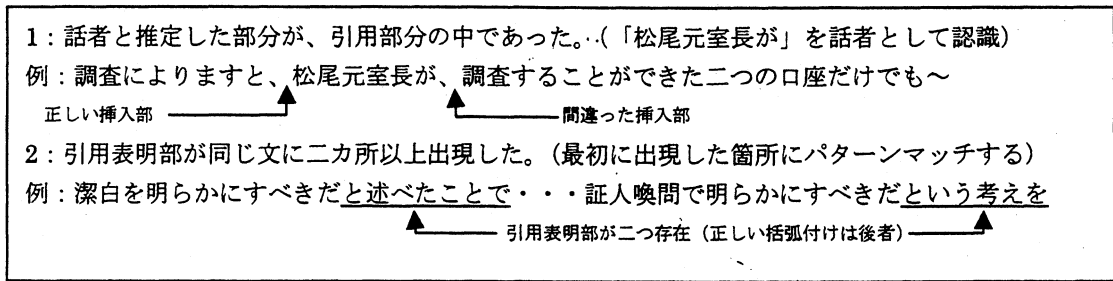 1：話者と推定した部分が、引用部分の中であった。（「松尾元室長が」を話者として認識）
例：調査によりますと、松尾元室長が、調査することができた二つの口座だけでも～
正しい挿入部 間違った挿入部
2：引用表明部が同じ文に二カ所以上出現した。（最初に出現した箇所にパターンマッチする）
例：潔白を明らかにすべきだと述べたことで・・・証人喚問で明らかにすべきだという考えを
引用表明部が二つ存在（正しい括弧付けは後者）